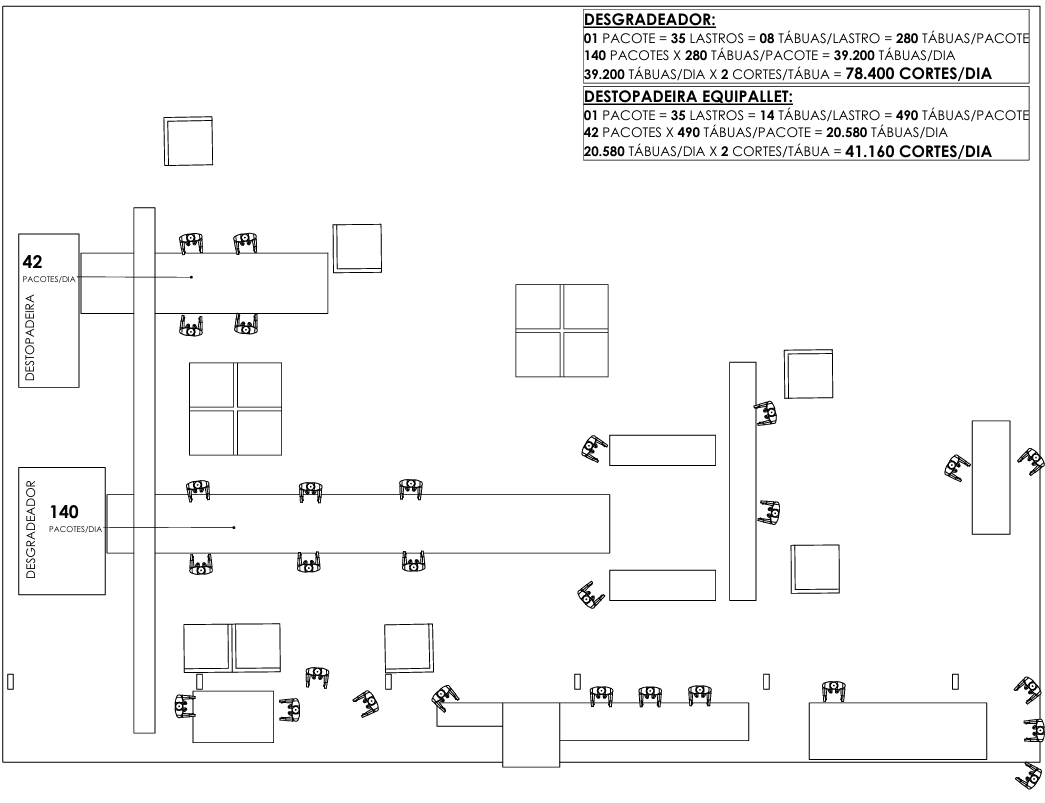 DESGRADEADOR:
01 PACOTE = 35 LASTROS = 08 TÁBUAS/LASTRO = 280 TÁBUAS/PACOTE
140 PACOTES X 280 TÁBUAS/PACOTE = 39.200 TÁBUAS/DIA
39.200 TÁBUAS/DIA X 2 CORTES/TÁBUA = 78.400 CORTES/DIA
DESTOPADEIRA EQUIPALLET:
01 PACOTE = 35 LASTROS = 14 TÁBUAS/LASTRO = 490 TÁBUAS/PACOTE
42 PACOTES X 490 TÁBUAS/PACOTE = 20.580 TÁBUAS/DIA
20.580 TÁBUAS/DIA X 2 CORTES/TÁBUA = 41.160 CORTES/DIA
42
PACOTES/DIA
DESTOPADEIRA
DESGRADEADOR
140
PACOTES/DIA